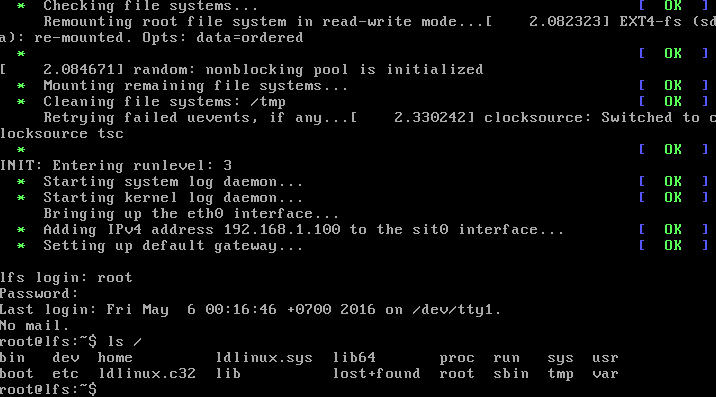 *  Checking file systems...                                              [  OK  ]
     Remounting root file system in read-write mode...[    2.082323] EXT4-fs (sd
a): re-mounted. Opts: data=ordered
  *                                                                        [  OK  ]
[    2.084671] random: nonblocking pool is initialized
  *  Mounting remaining file systems...                                    [  OK  ]
  *  Cleaning file systems: /tmp                                           [  OK  ]
     Retrying failed uevents, if any...[    2.330242] clocksource: Switched to c
locksource tsc
  *                                                                        [  OK  ]
INIT: Entering runlevel: 3
  *  Starting system log daemon...                                         [  OK  ]
  *  Starting kernel log daemon...                                         [  OK  ]
     Bringing up the eth0 interface...
  *  Adding IPv4 address 192.168.1.100 to the sit0 interface...            [  OK  ]
  *  Setting up default gateway...                                         [  OK  ]
lfs login: root
Password:
Last login: Fri May  6 00:16:46 +0700 2016 on /dev/tty1.
No mail.
root@lfs:~$ ls /
bin   dev  home         ldlinux.sys  lib64       proc  run   sys  usr
boot  etc  ldlinux.c32  lib          lost+found  root  sbin  tmp  var
root@lfs:~$